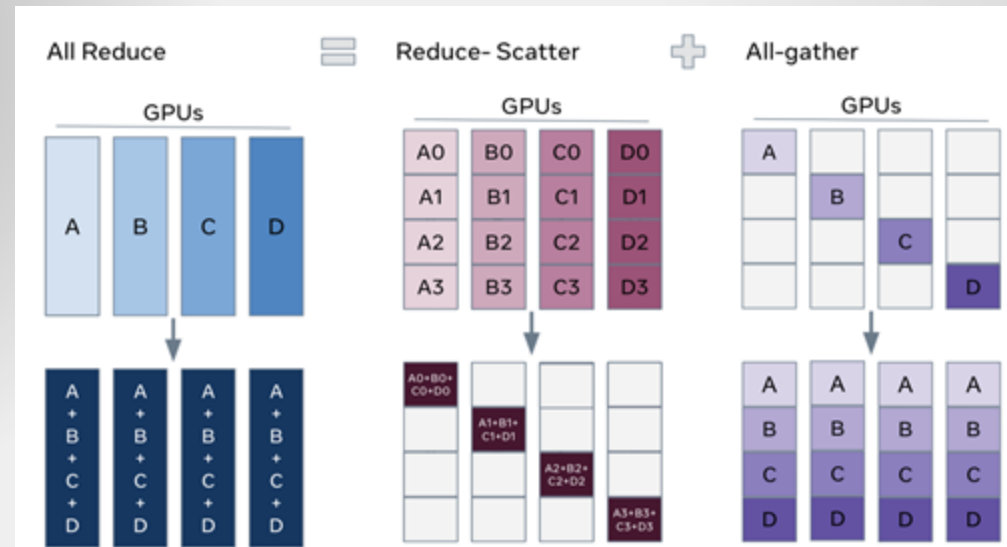 All Reduce
Reduce- Scatter
All-gather
GPUs
GPUs
GPUs
A B C D
A
+
B
+
C
+
D
A
+
B
+
C
+
D
A
+
B
+
C
+
D
A
+
B
+
C
+
D
A0 B0 C0 D0
A1 B1 C1 D1
A2 B2 C2 D2
A3 B3 C3 D3
A0+B0+
C0+D0
A1+B1+
C1+D1
A2+B2+
C2+D2
A3+B3+
C3+D3
A
B
C
D
A A A A
B B B B
C C C C
D D D D